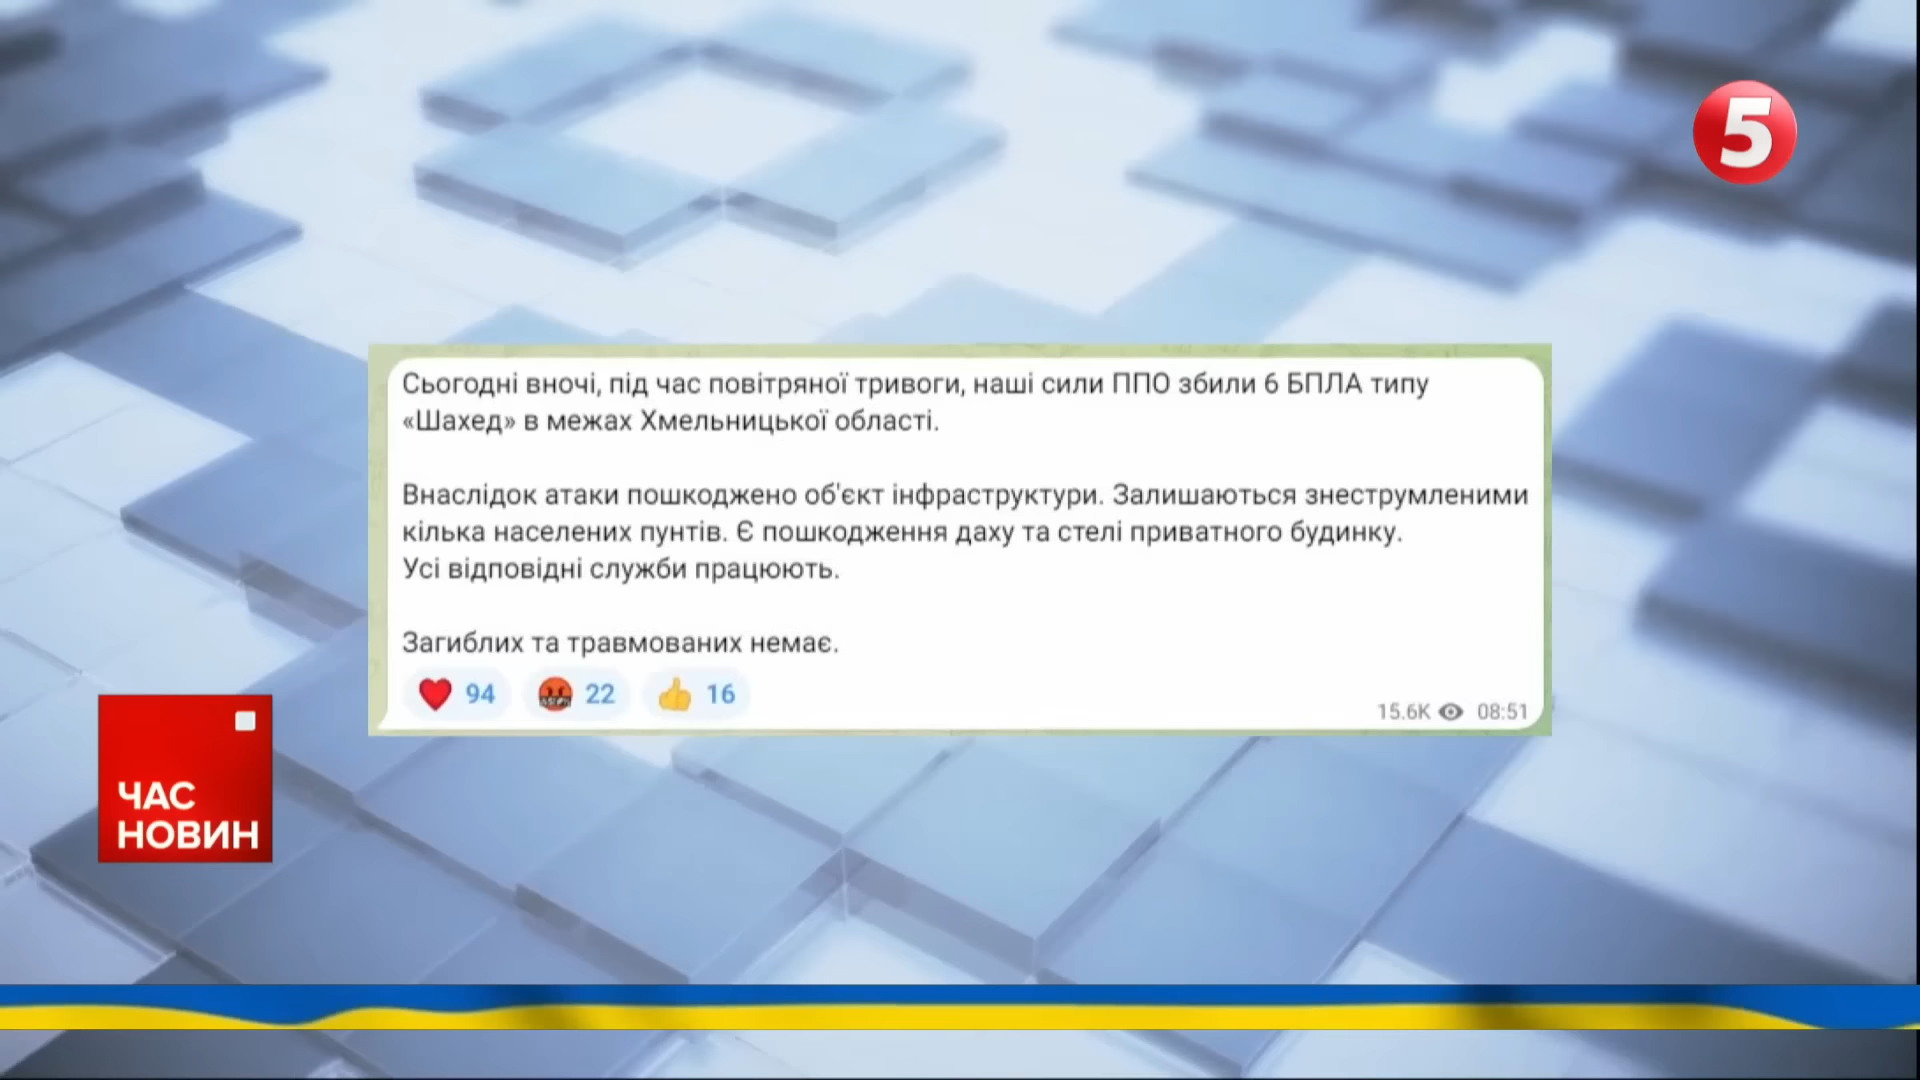 5
Сьогодні вночі, під час повітряної тривоги, наші сили ППО збили 6 БПЛА типу
«Шахед» в межах Хмельницької області.
Внаслідок атаки пошкоджено об'єкт інфраструктури. Залишаються знеструмленими
кілька населених пунтів. Є пошкодження даху та стелі приватного будинку.
Усі відповідні служби працюють.
Загиблих та травмованих немає.
94 22 16
15.6K 08:51
ЧАС
НОВИН